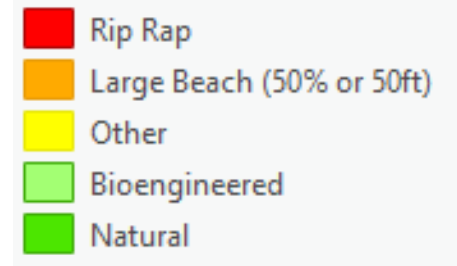 Rip Rap
Large Beach (50% or 50ft)
Other
Bioengineered
Natural